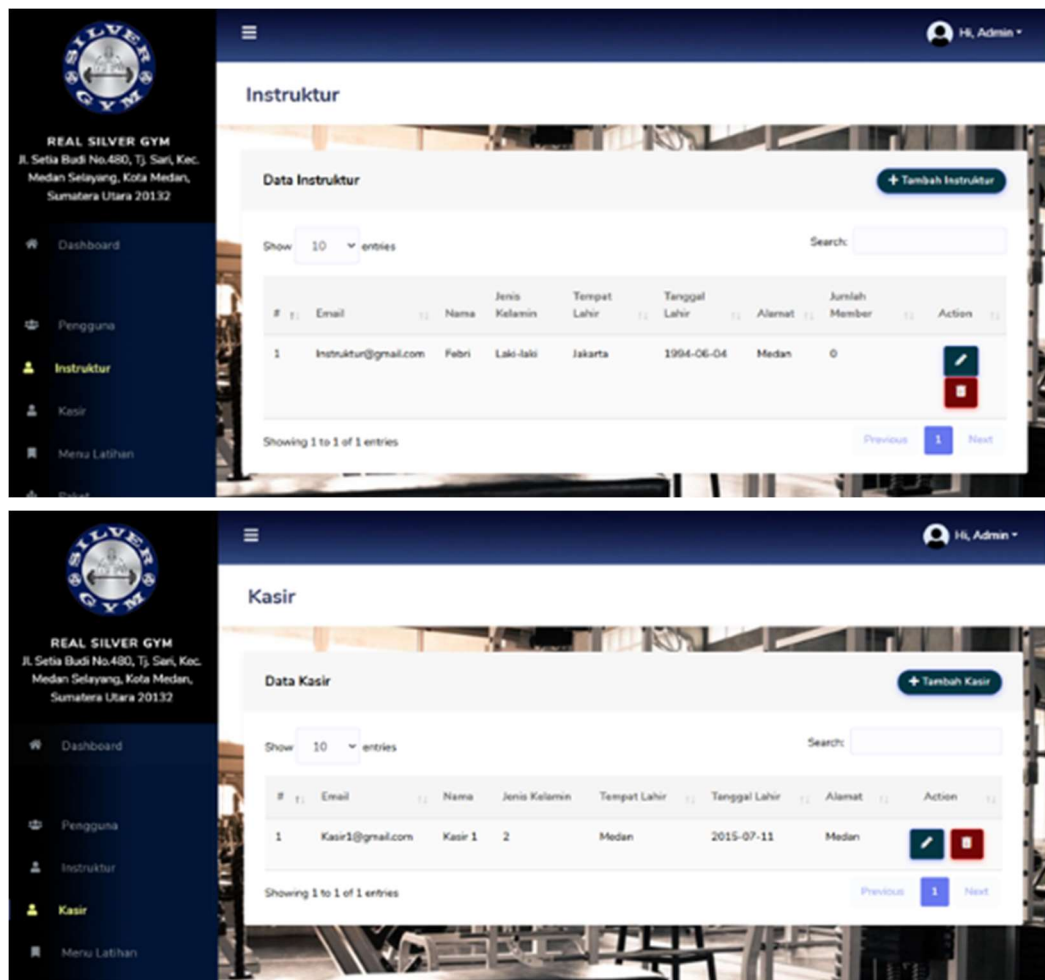 SILVER
GYM
REAL SILVER GYM
Jl. Setia Budi No.480, Tj. Sari, Kec.
Medan Selayang, Kota Medan,
Sumatera Utara 20132
Dashboard
Pengguna
Instruktur
Kasir
Menu Latihan
Paket
Hi, Admin
Instruktur
Data Instruktur
+ Tambah Instruktur
Show 10 entries
Search:
# Email Nama Jenis Kelamin Tempat Lahir Tanggal Lahir Alamat Jumlah Member Action
1 Instruktur@gmail.com Febri Laki-laki Jakarta 1994-06-04 Medan 0
Showing 1 to 1 of 1 entries
Previous 1 Next
SILVER
GYM
REAL SILVER GYM
Jl. Setia Budi No.480, Tj. Sari, Kec.
Medan Selayang, Kota Medan,
Sumatera Utara 20132
Dashboard
Pengguna
Instruktur
Kasir
Menu Latihan
Hi, Admin
Kasir
Data Kasir
+ Tambah Kasir
Show 10 entries
Search:
# Email Nama Jenis Kelamin Tempat Lahir Tanggal Lahir Alamat Action
1 Kasir1@gmail.com Kasir 1 2 Medan 2015-07-11 Medan
Showing 1 to 1 of 1 entries
Previous 1 Next